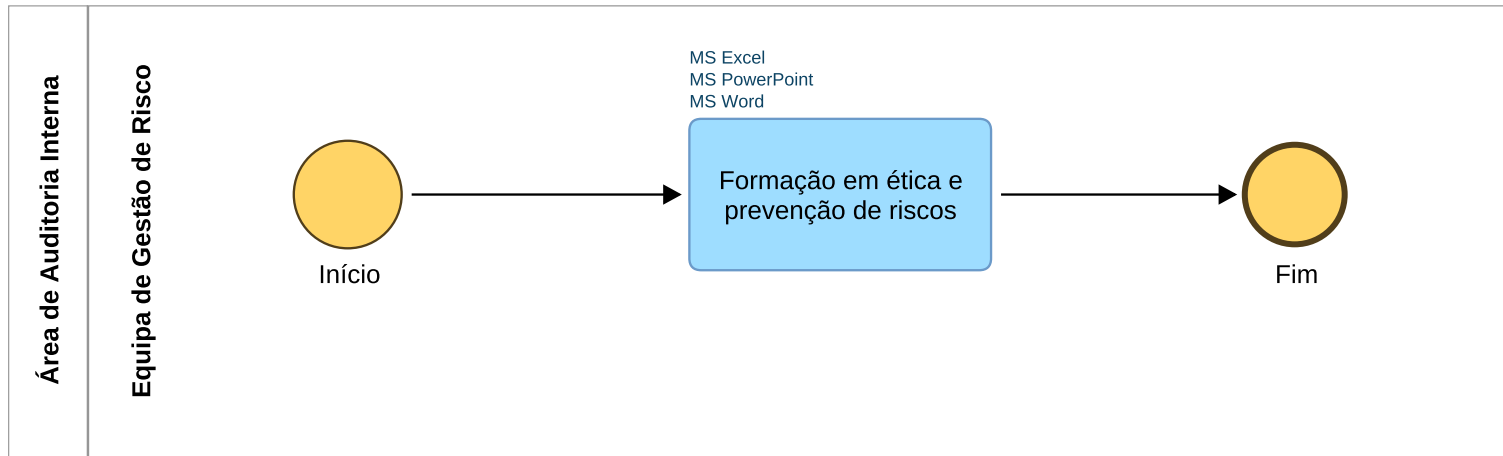 Área de Auditoria Interna
Equipa de Gestão de Risco
MS Excel
MS PowerPoint
MS Word
Formação em ética e
prevenção de riscos
Início
Fim